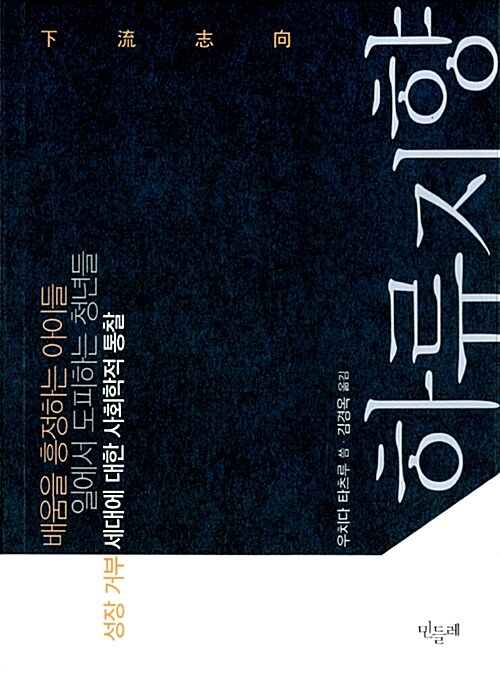 下流志向
하류지향
배움을 흥정하는 아이들
일에서 도피하는 청년들
성장 거부 세대에 대한 사회학적 통찰
우치다 타츠루 씀 · 김경옥 옮김
민들레